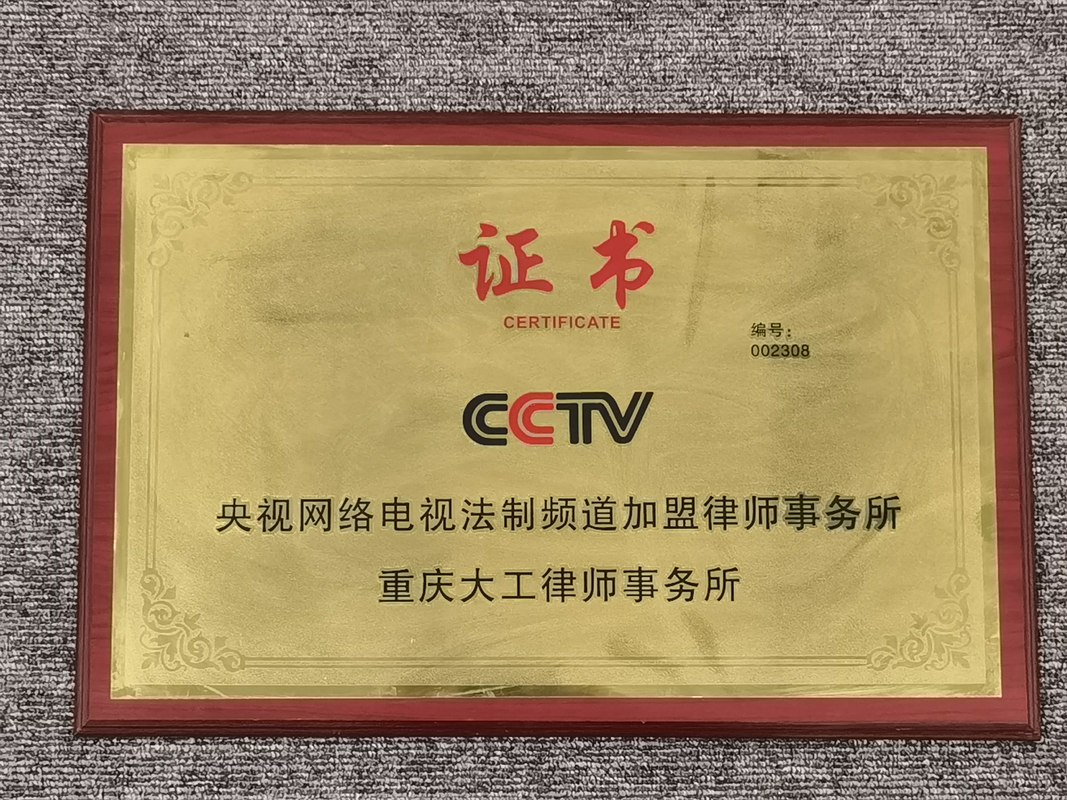 证书
CERTIFICATE
编号：
002308
CCTV
央视网络电视法制频道加盟律师事务所
重庆大工律师事务所